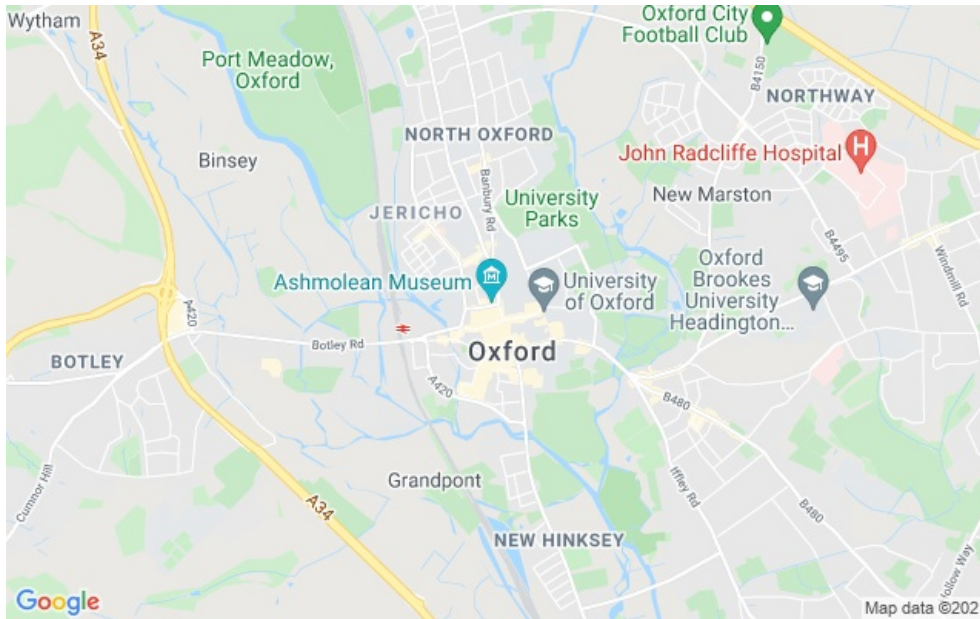 Wytham
A34
Port Meadow,
Oxford
Oxford City
Football Club
B4150
NORTHWAY
NORTH OXFORD
John Radcliffe Hospital
H
Binsey
Banbury Rd
University
Parks
New Marston
JERICHO
B4495
Windmill Rd
Ashmolean Museum
M
University
of Oxford
Oxford
Brookes
University
Headington...
A420
Botley Rd
BOTLEY
Oxford
A420
B480
Cumnor Hill
Grandpont
Iffley Rd
A34
B480
NEW HINKSEY
Hollow Way
Google
Map data ©202